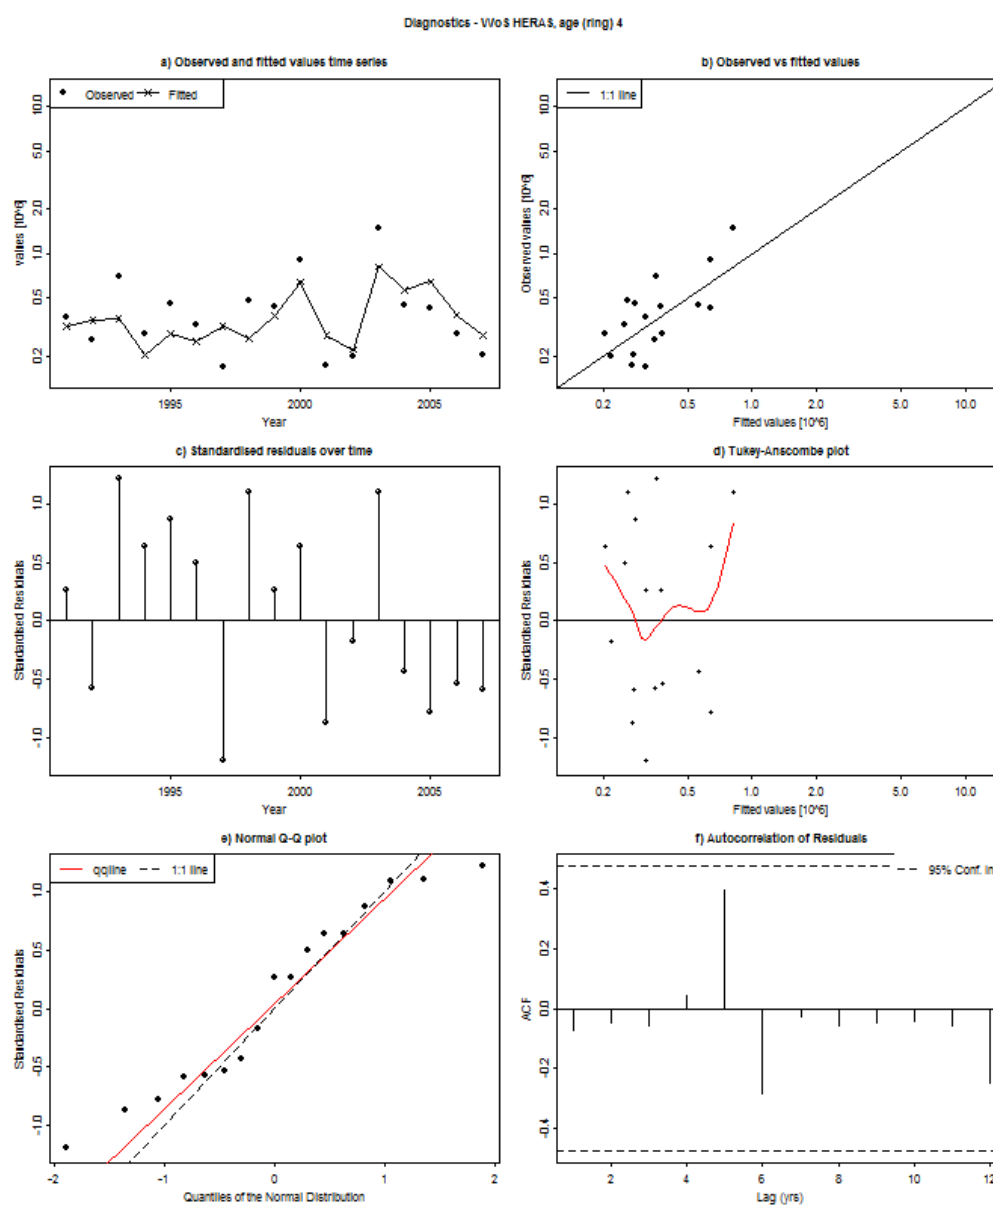 Diagnostics - WoS HERAS, age (ring) 4
a) Observed and fitted values time series
Observed Fitted
values [10^6]
0.2 0.5 1.0 2.0 5.0 10.0
1995 2000 2005
Year
b) Observed vs fitted values
1:1 line
Observed values [10^6]
0.2 0.5 1.0 2.0 5.0 10.0
0.2 0.5 1.0 2.0 5.0 10.0
Fitted values [10^6]
c) Standardised residuals over time
Standardised Residuals
-1.0 -0.5 0.0 0.5 1.0
1995 2000 2005
Year
d) Tukey-Anscombe plot
Standardised Residuals
-1.0 -0.5 0.0 0.5 1.0
0.2 0.5 1.0 2.0 5.0 10.0
Fitted values [10^6]
e) Normal Q-Q plot
qqline 1:1 line
Standardised Residuals
-1.0 -0.5 0.0 0.5 1.0
-2 -1 0 1 2
Quantiles of the Normal Distribution
f) Autocorrelation of Residuals
95% Conf. In
ACF
-0.4 -0.2 0.0 0.2 0.4
2 4 6 8 10 12
Lag (yrs)